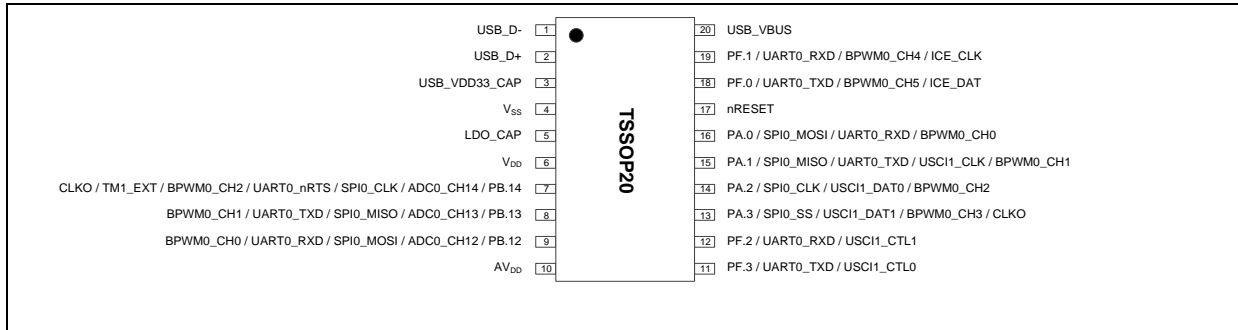 USB_D- 1
USB_D+ 2
USB_VDD33_CAP 3
VSS 4
LDO_CAP 5
VDD 6
CLKO / TM1_EXT / BPWM0_CH2 / UART0_nRTS / SPI0_CLK / ADC0_CH14 / PB.14 7
BPWM0_CH1 / UART0_TXD / SPI0_MISO / ADC0_CH13 / PB.13 8
BPWM0_CH0 / UART0_RXD / SPI0_MOSI / ADC0_CH12 / PB.12 9
AVDD 10
TSSOP20
20 USB_VBUS
19 PF.1 / UART0_RXD / BPWM0_CH4 / ICE_CLK
18 PF.0 / UART0_TXD / BPWM0_CH5 / ICE_DAT
17 nRESET
16 PA.0 / SPI0_MOSI / UART0_RXD / BPWM0_CH0
15 PA.1 / SPI0_MISO / UART0_TXD / USCI1_CLK / BPWM0_CH1
14 PA.2 / SPI0_CLK / USCI1_DAT0 / BPWM0_CH2
13 PA.3 / SPI0_SS / USCI1_DAT1 / BPWM0_CH3 / CLKO
12 PF.2 / UART0_RXD / USCI1_CTL1
11 PF.3 / UART0_TXD / USCI1_CTL0